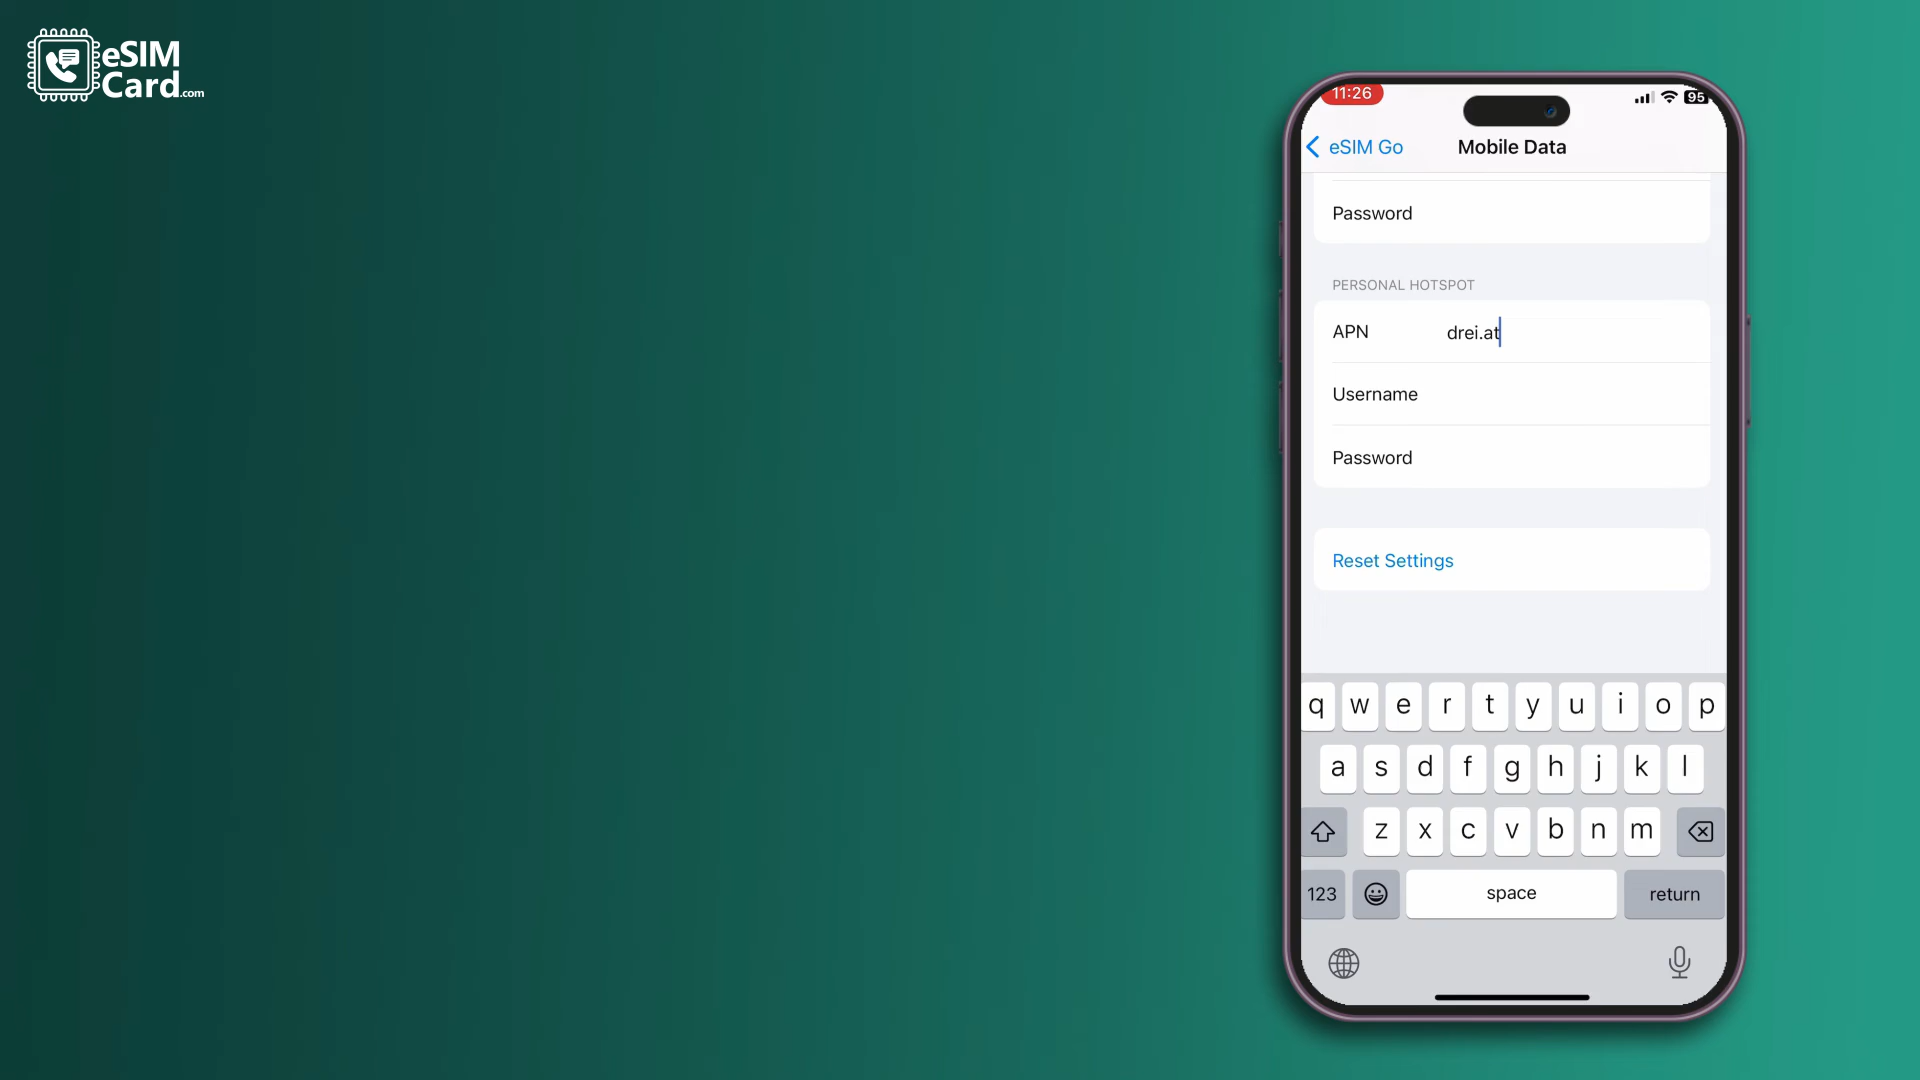 eSIM
Card.com
11:26
95
eSIM Go
Mobile Data
Password
PERSONAL HOTSPOT
APN drei.at
Username
Password
Reset Settings
q w e r t y u i o p
a s d f g h j k l
z x c v b n m
123 space return